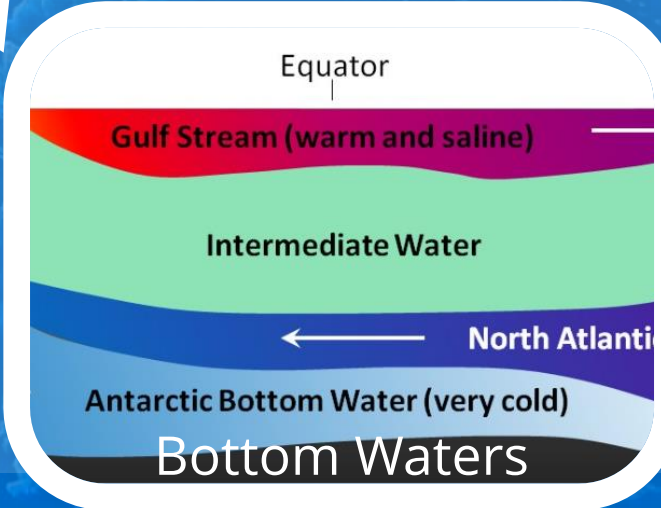 Equator
Gulf Stream (warm and saline)
Intermediate Water
North Atlantic
Antarctic Bottom Water (very cold)
Bottom Waters